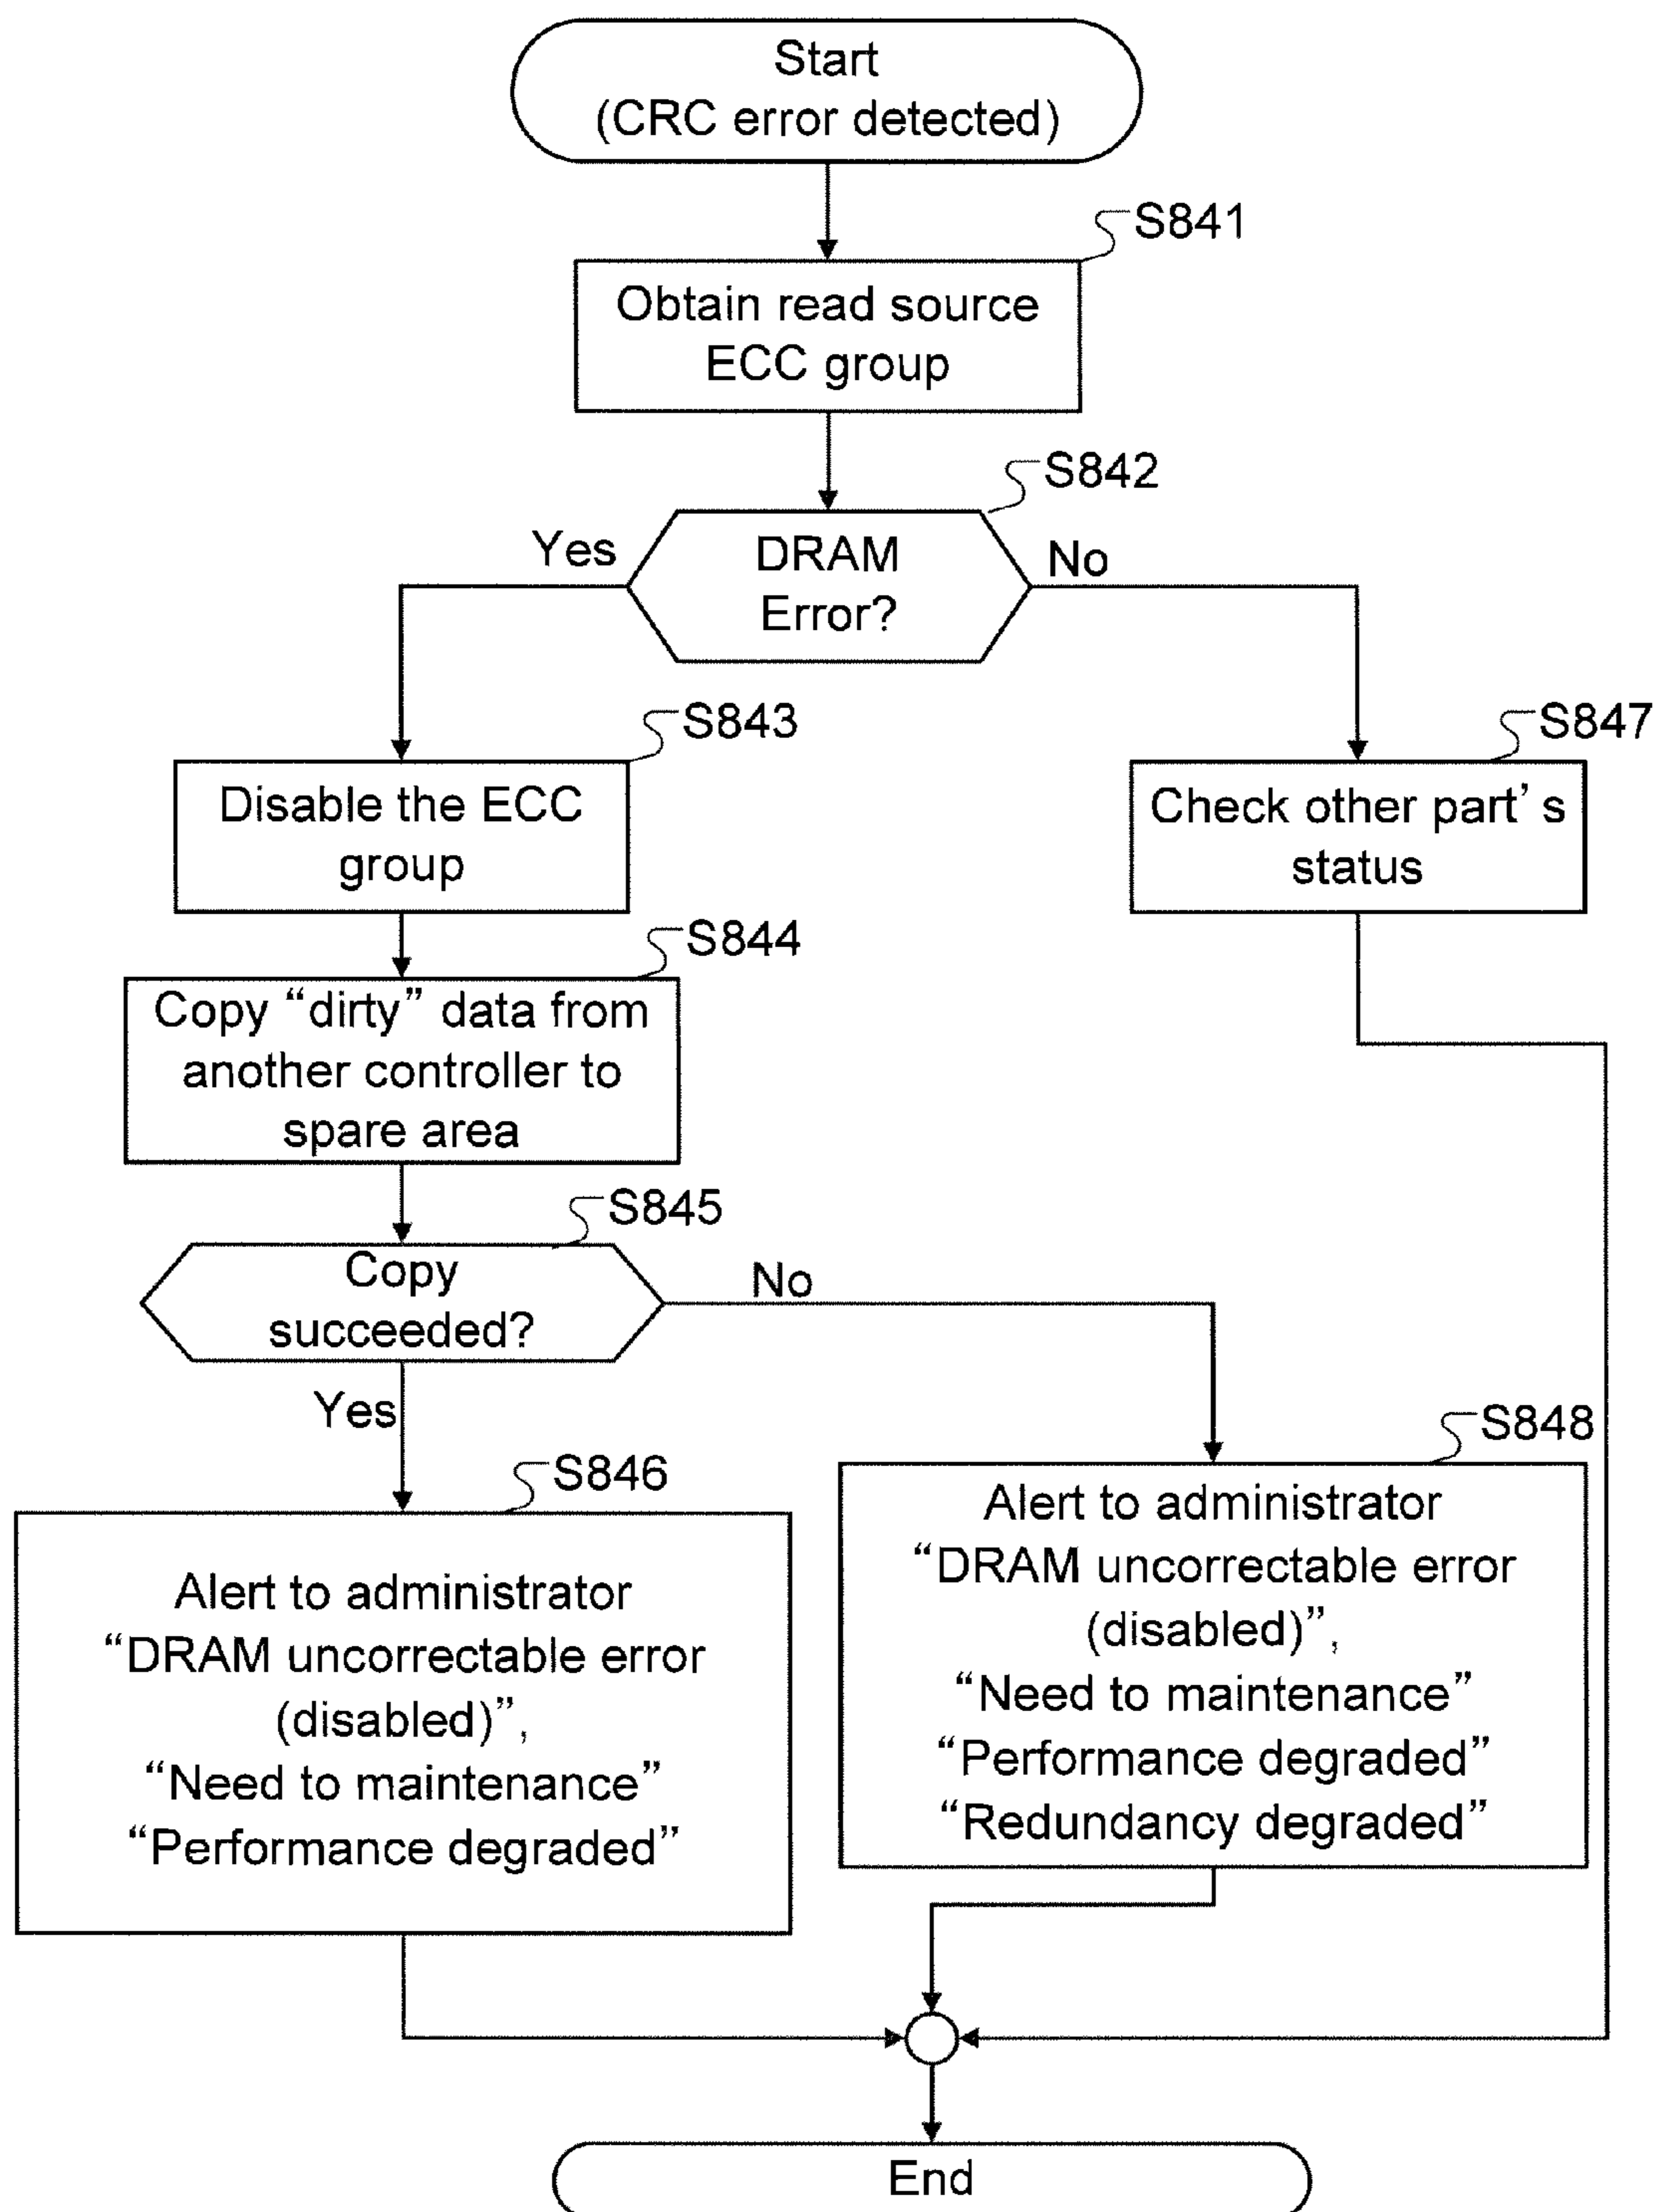 Start
(CRC error detected)
S841
Obtain read source
ECC group
S842
Yes
DRAM
Error?
No
S843
Disable the ECC
group
S847
Check other part’s
status
S844
Copy “dirty” data from
another controller to
spare area
S845
Copy
succeeded?
No
Yes
S846
Alert to administrator
“DRAM uncorrectable error
(disabled)”,
“Need to maintenance”
“Performance degraded”
S848
Alert to administrator
“DRAM uncorrectable error
(disabled)”,
“Need to maintenance”
“Performance degraded”
“Redundancy degraded”
End